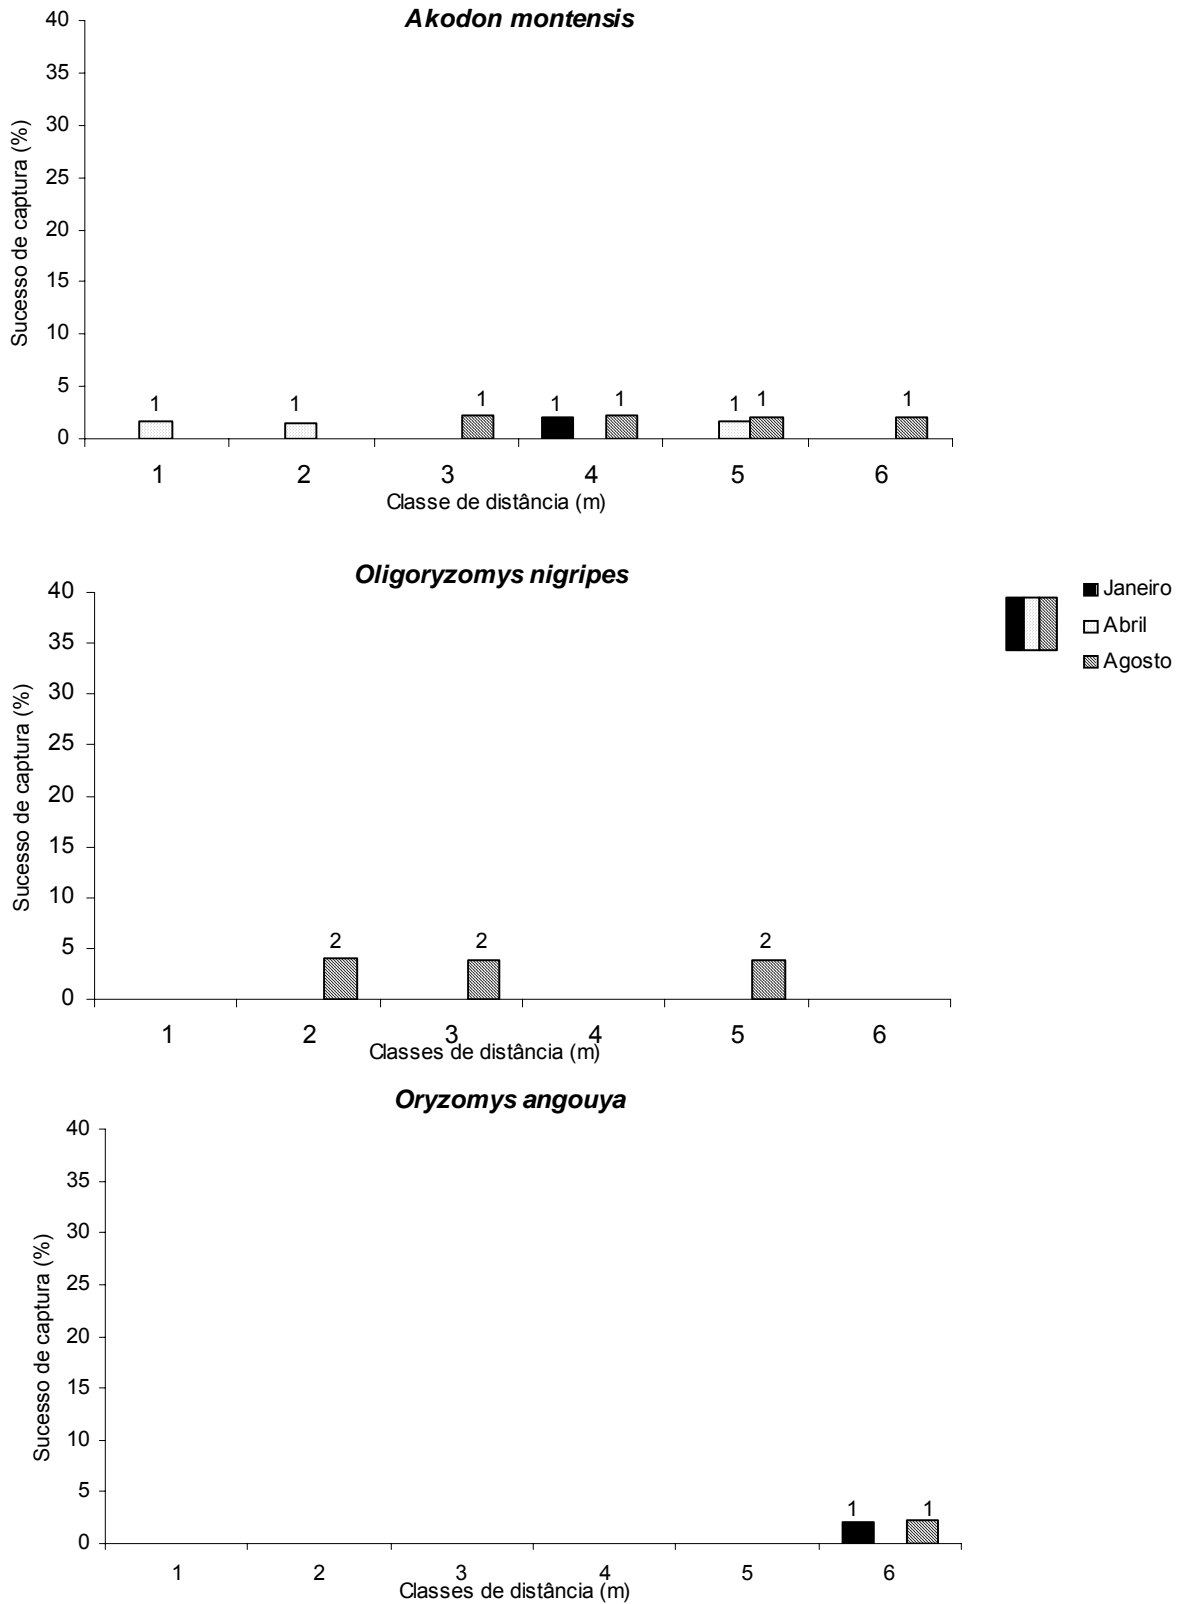 Akodon montensis
40
35
30
25
20
15
10
5
0
Sucesso de captura (%)
1 1 1 1 1 1 1 1
1 2 3 4 5 6
Classe de distância (m)
Oligoryzomys nigripes
40
35
30
25
20
15
10
5
0
Sucesso de captura (%)
2 2 2
1 2 3 4 5 6
Classes de distância (m)
Janeiro
Abril
Agosto
Oryzomys angouya
40
35
30
25
20
15
10
5
0
Sucesso de captura (%)
1 1
1 2 3 4 5 6
Classes de distância (m)